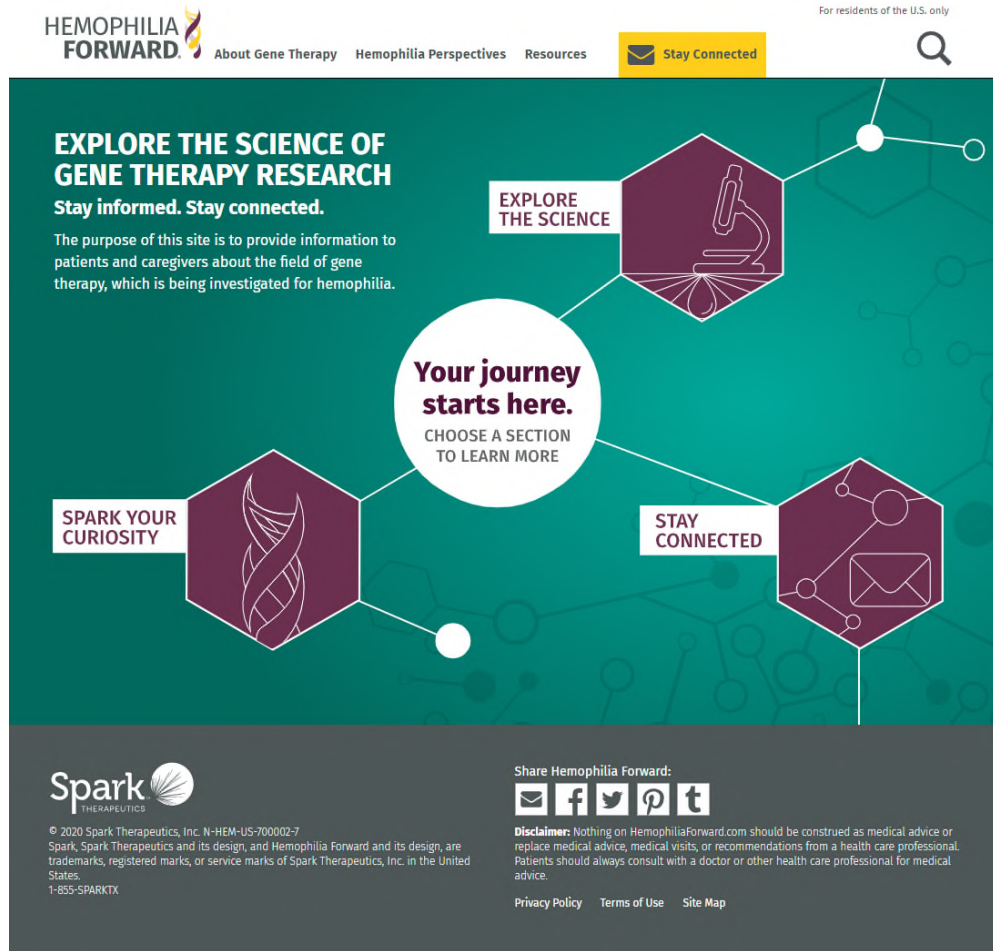 For residents of the U.S. only
HEMOPHILIA
FORWARD®
About Gene Therapy
Hemophilia Perspectives
Resources
Stay Connected
EXPLORE THE SCIENCE OF
GENE THERAPY RESEARCH
Stay informed. Stay connected.
The purpose of this site is to provide information to
patients and caregivers about the field of gene
therapy, which is being investigated for hemophilia.
EXPLORE
THE SCIENCE
Your journey
starts here.
CHOOSE A SECTION
TO LEARN MORE
SPARK YOUR
CURIOSITY
STAY
CONNECTED
Spark
THERAPEUTICS
© 2020 Spark Therapeutics, Inc. N-HEM-US-700002-7
Spark, Spark Therapeutics and its design, and Hemophilia Forward and its design, are
trademarks, registered marks, or service marks of Spark Therapeutics, Inc. in the United
States.
1-855-SPARKTX
Share Hemophilia Forward:
Disclaimer: Nothing on HemophiliaForward.com should be construed as medical advice or
replace medical advice, medical visits, or recommendations from a health care professional.
Patients should always consult with a doctor or other health care professional for medical
advice.
Privacy Policy
Terms of Use
Site Map